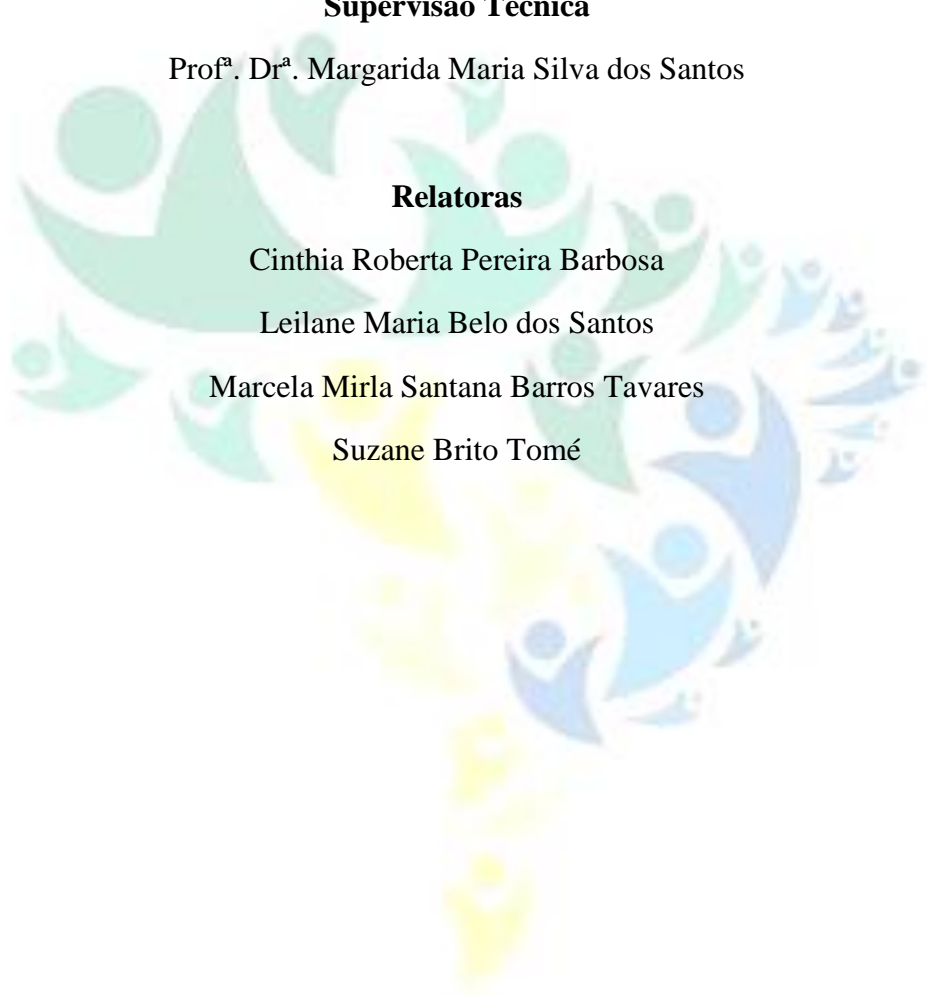 Supervisão Técnica
Profª. Drª. Margarida Maria Silva dos Santos
Relatoras
Cinthia Roberta Pereira Barbosa
Leilane Maria Belo dos Santos
Marcela Mirla Santana Barros Tavares
Suzane Brito Tomé